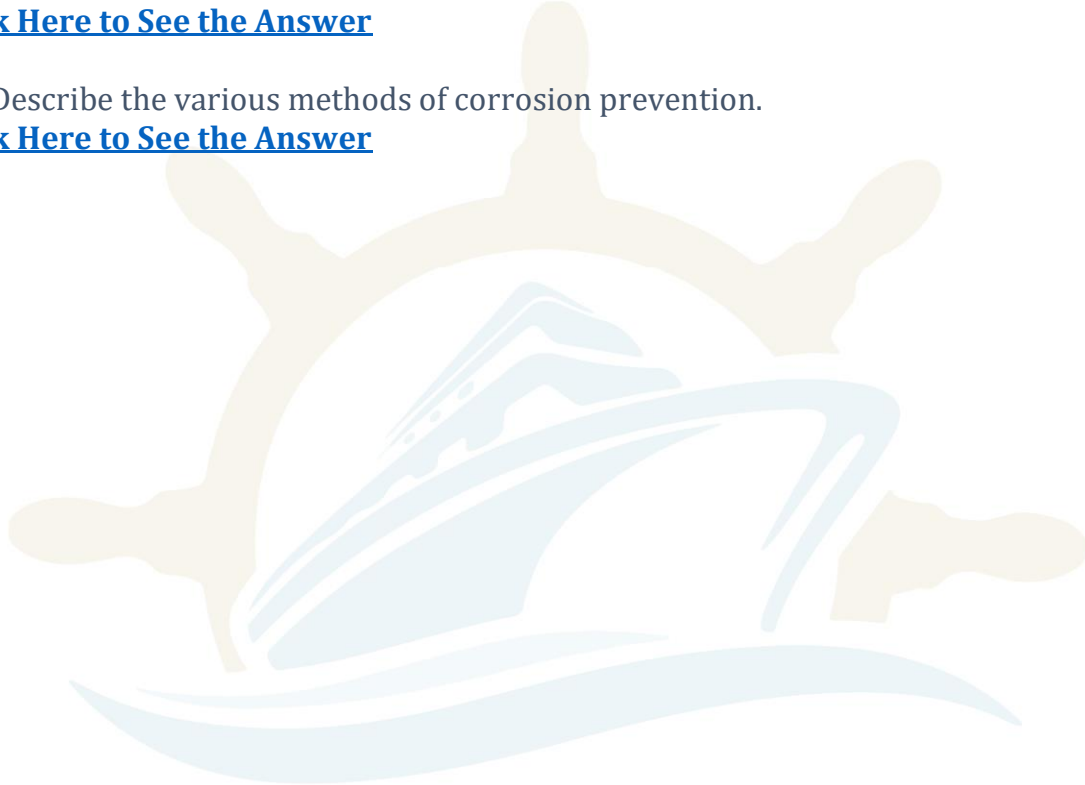 k Here to See the Answer
Describe the various methods of corrosion prevention.
k Here to See the Answer